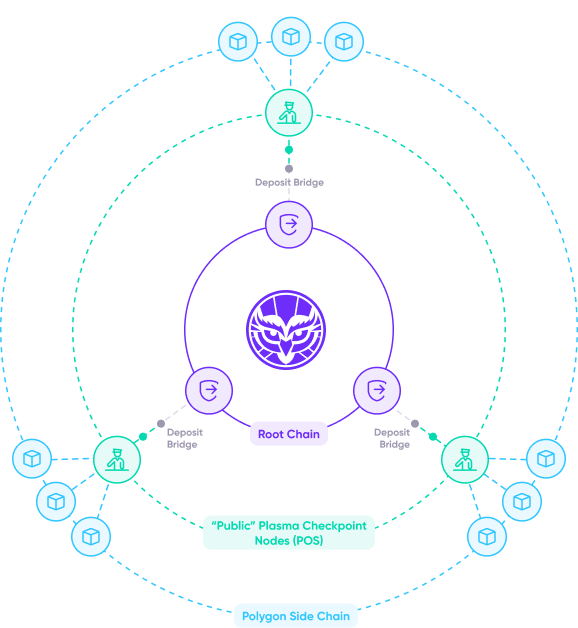 Deposit Bridge
Root Chain
Deposit
Bridge
Deposit
Bridge
“Public” Plasma Checkpoint
Nodes (POS)
Polygon Side Chain